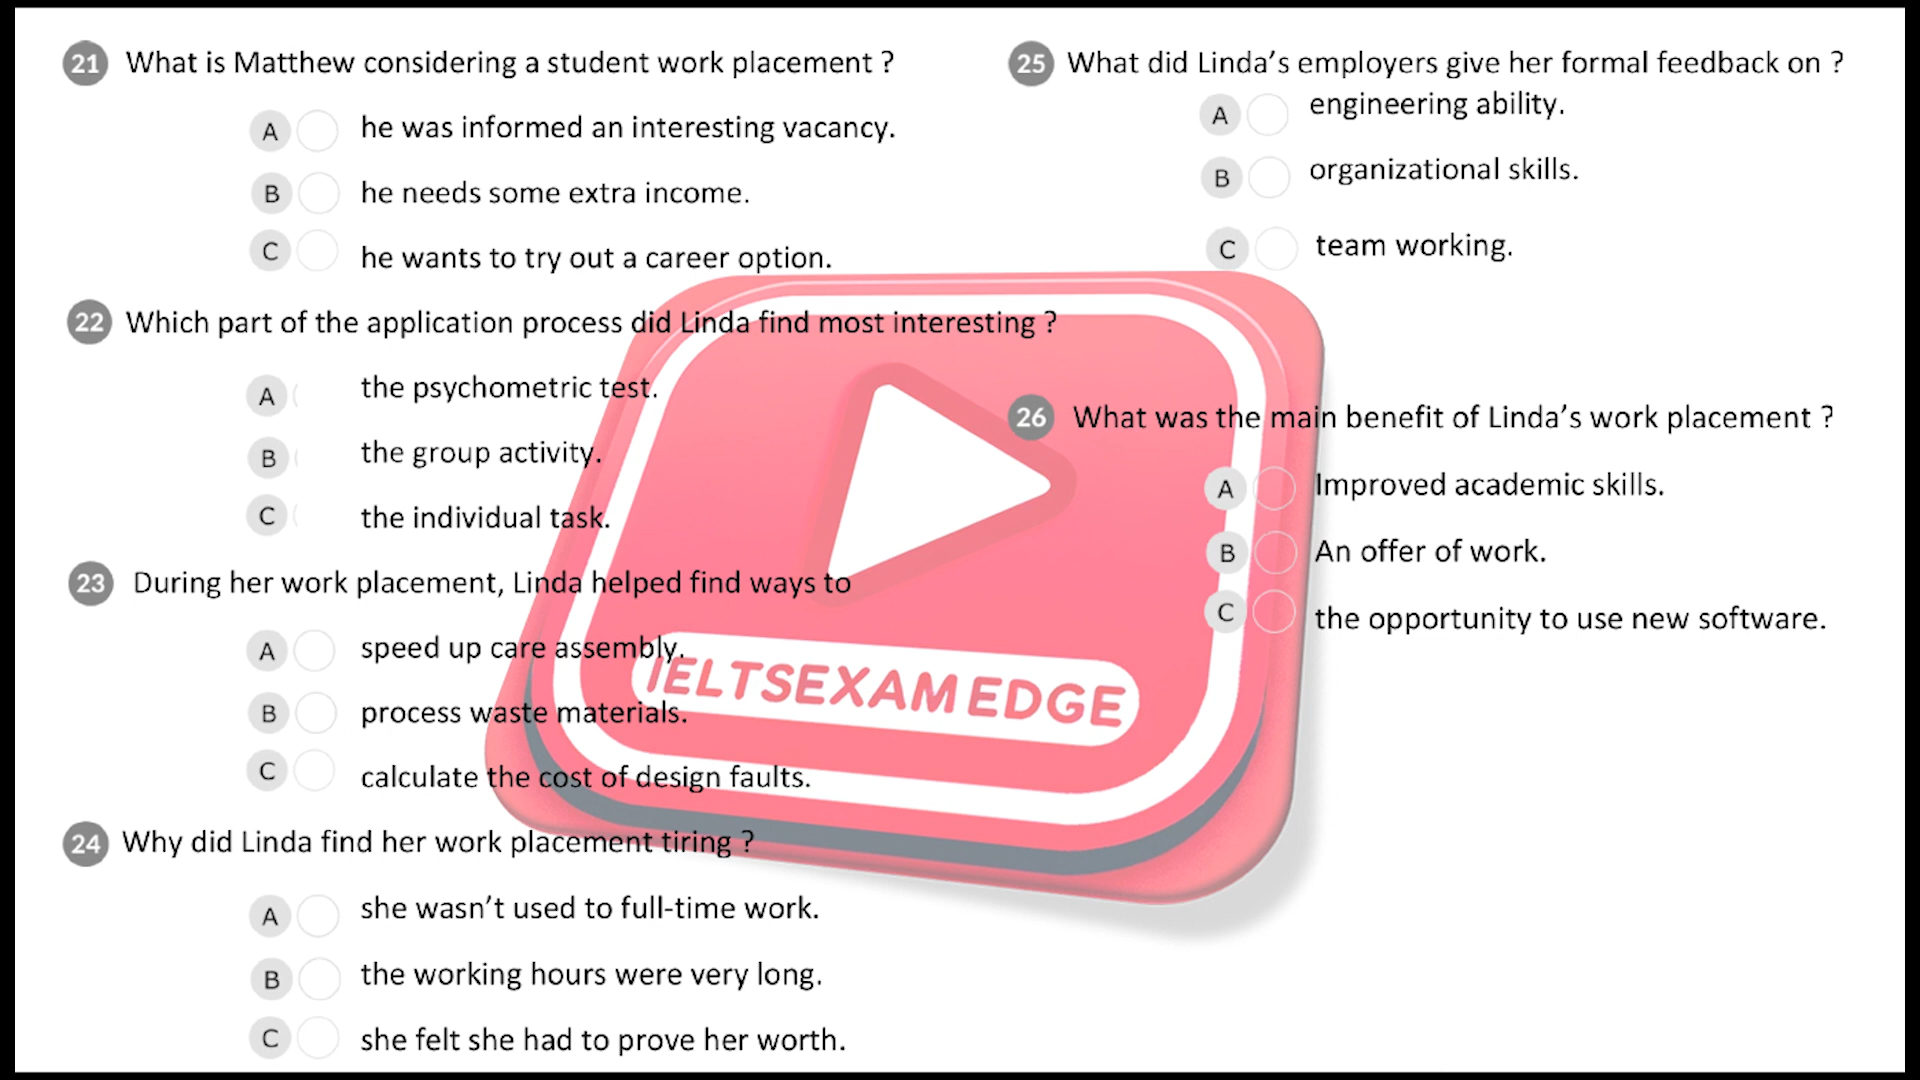 21 What is Matthew considering a student work placement ?
A he was informed an interesting vacancy.
B he needs some extra income.
C he wants to try out a career option.
22 Which part of the application process did Linda find most interesting ?
A the psychometric test.
B the group activity.
C the individual task.
23 During her work placement, Linda helped find ways to
A speed up care assembly.
B process waste materials.
C calculate the cost of design faults.
24 Why did Linda find her work placement tiring ?
A she wasn't used to full-time work.
B the working hours were very long.
C she felt she had to prove her worth.
25 What did Linda's employers give her formal feedback on ?
A engineering ability.
B organizational skills.
C team working.
26 What was the main benefit of Linda's work placement ?
A Improved academic skills.
B An offer of work.
C the opportunity to use new software.
IELTSEXAM EDGE